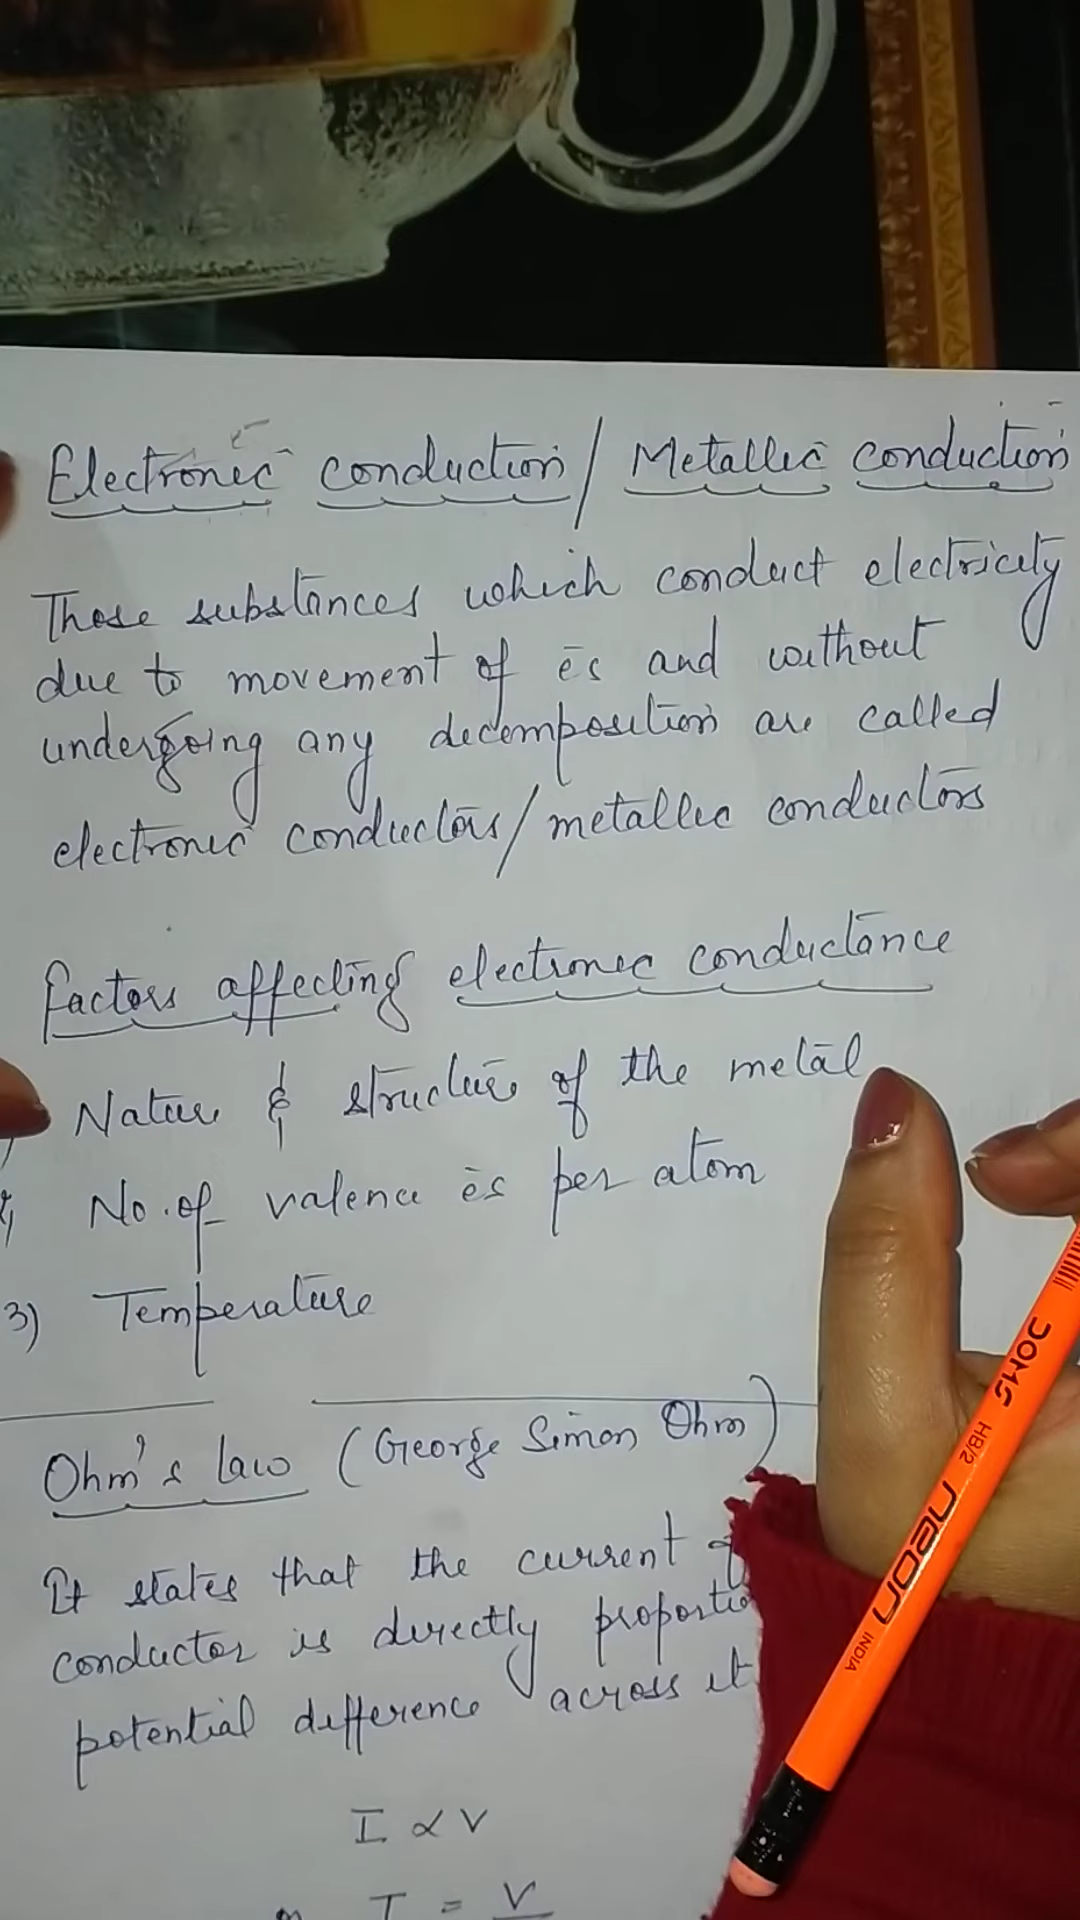 Electronic conduction / Metallic conduction
Those substances which conduct electricity
due to movement of ēs and without
undergoing any decomposition are called
electronic conductors/metallic conductors
factors affecting electronic conductance
Nature & structure of the metal
No. of valence ēs per atom
3) Temperature
Ohm's law (George Simon Ohm)
It states that the current
conductor is directly
potential difference across it
I ∝ V
I = V
DOMS HB/2 neon INDIA